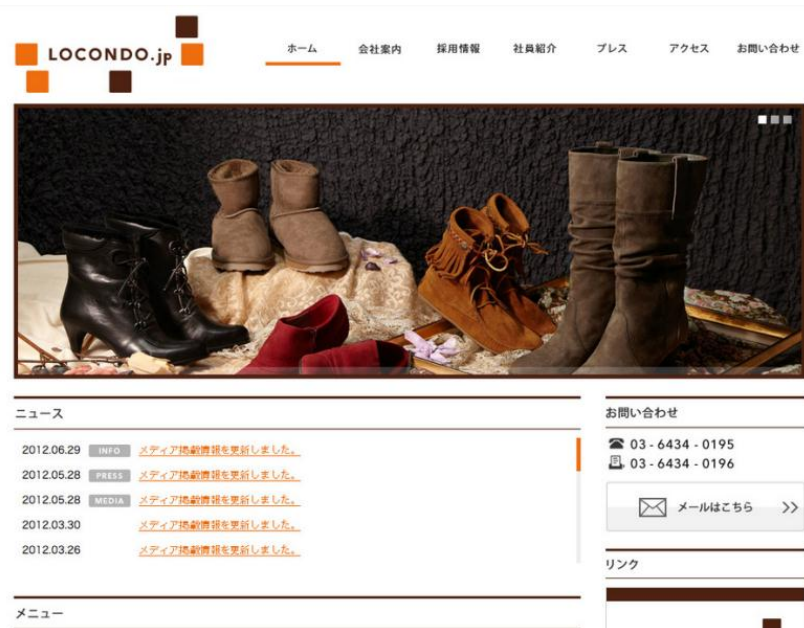 LOCONDO.jp
ホーム 会社案内 採用情報 社員紹介 プレス アクセス お問い合わせ
ニュース
2012.06.29 INFO メディア掲載情報を更新しました。
2012.05.28 PRESS メディア掲載情報を更新しました。
2012.05.28 MEDIA メディア掲載情報を更新しました。
2012.03.30 メディア掲載情報を更新しました。
2012.03.26 メディア掲載情報を更新しました。
メニュー
お問い合わせ
03 - 6434 - 0195
03 - 6434 - 0196
メールはこちら >>
リンク